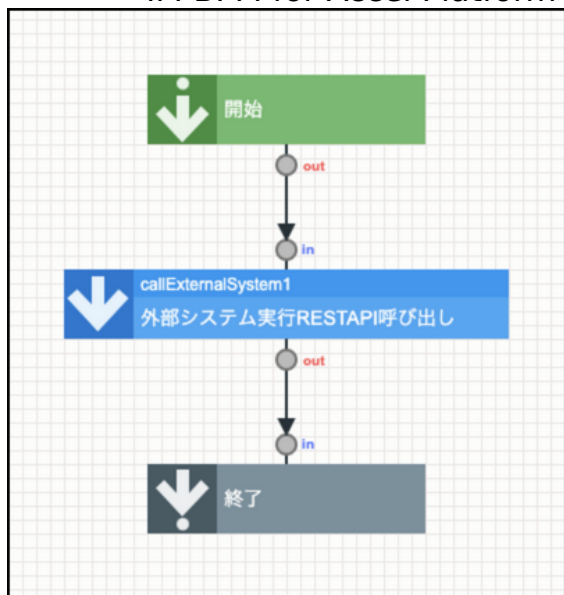 開始
out
in
callExternalSystem1
外部システム実行RESTAPI呼び出し
out
in
終了